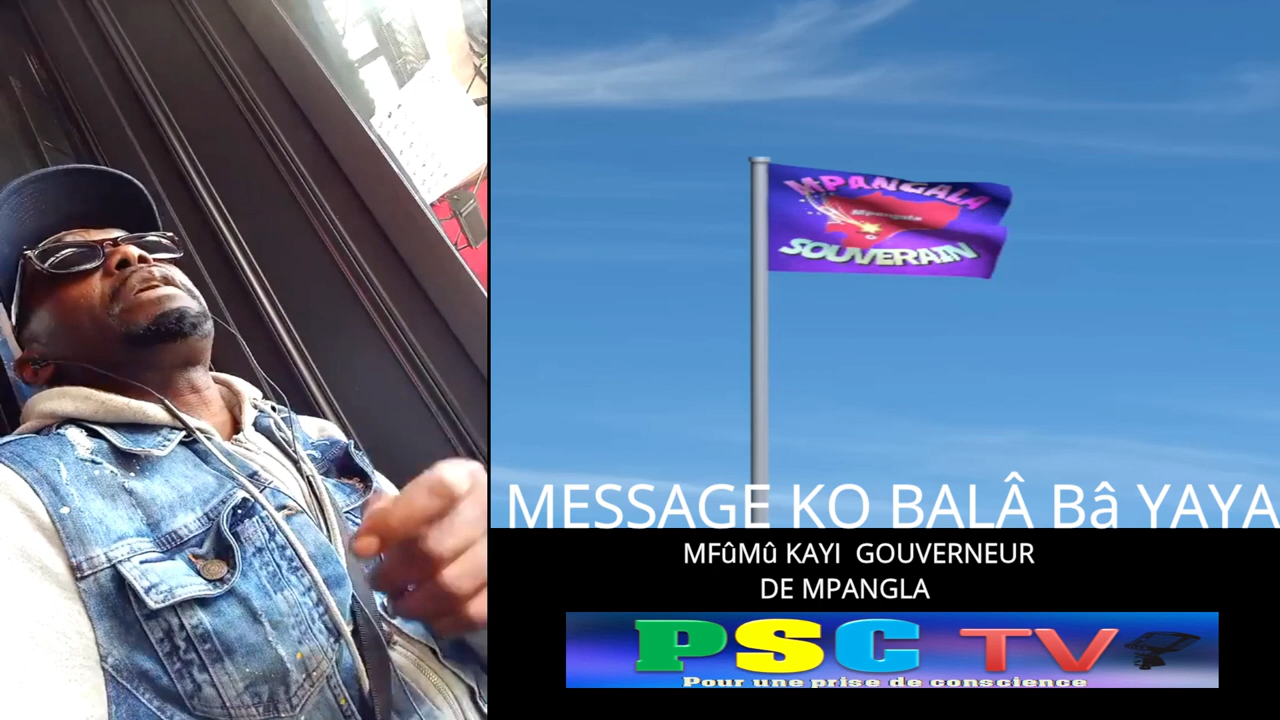 MPANGALA
Mpangala
SOUVERAIN
MESSAGE KO BALÂ Bâ YAYA
MFûMû KAYI GOUVERNEUR
DE MPANGLA
PSC TV
Pour une prise de conscience